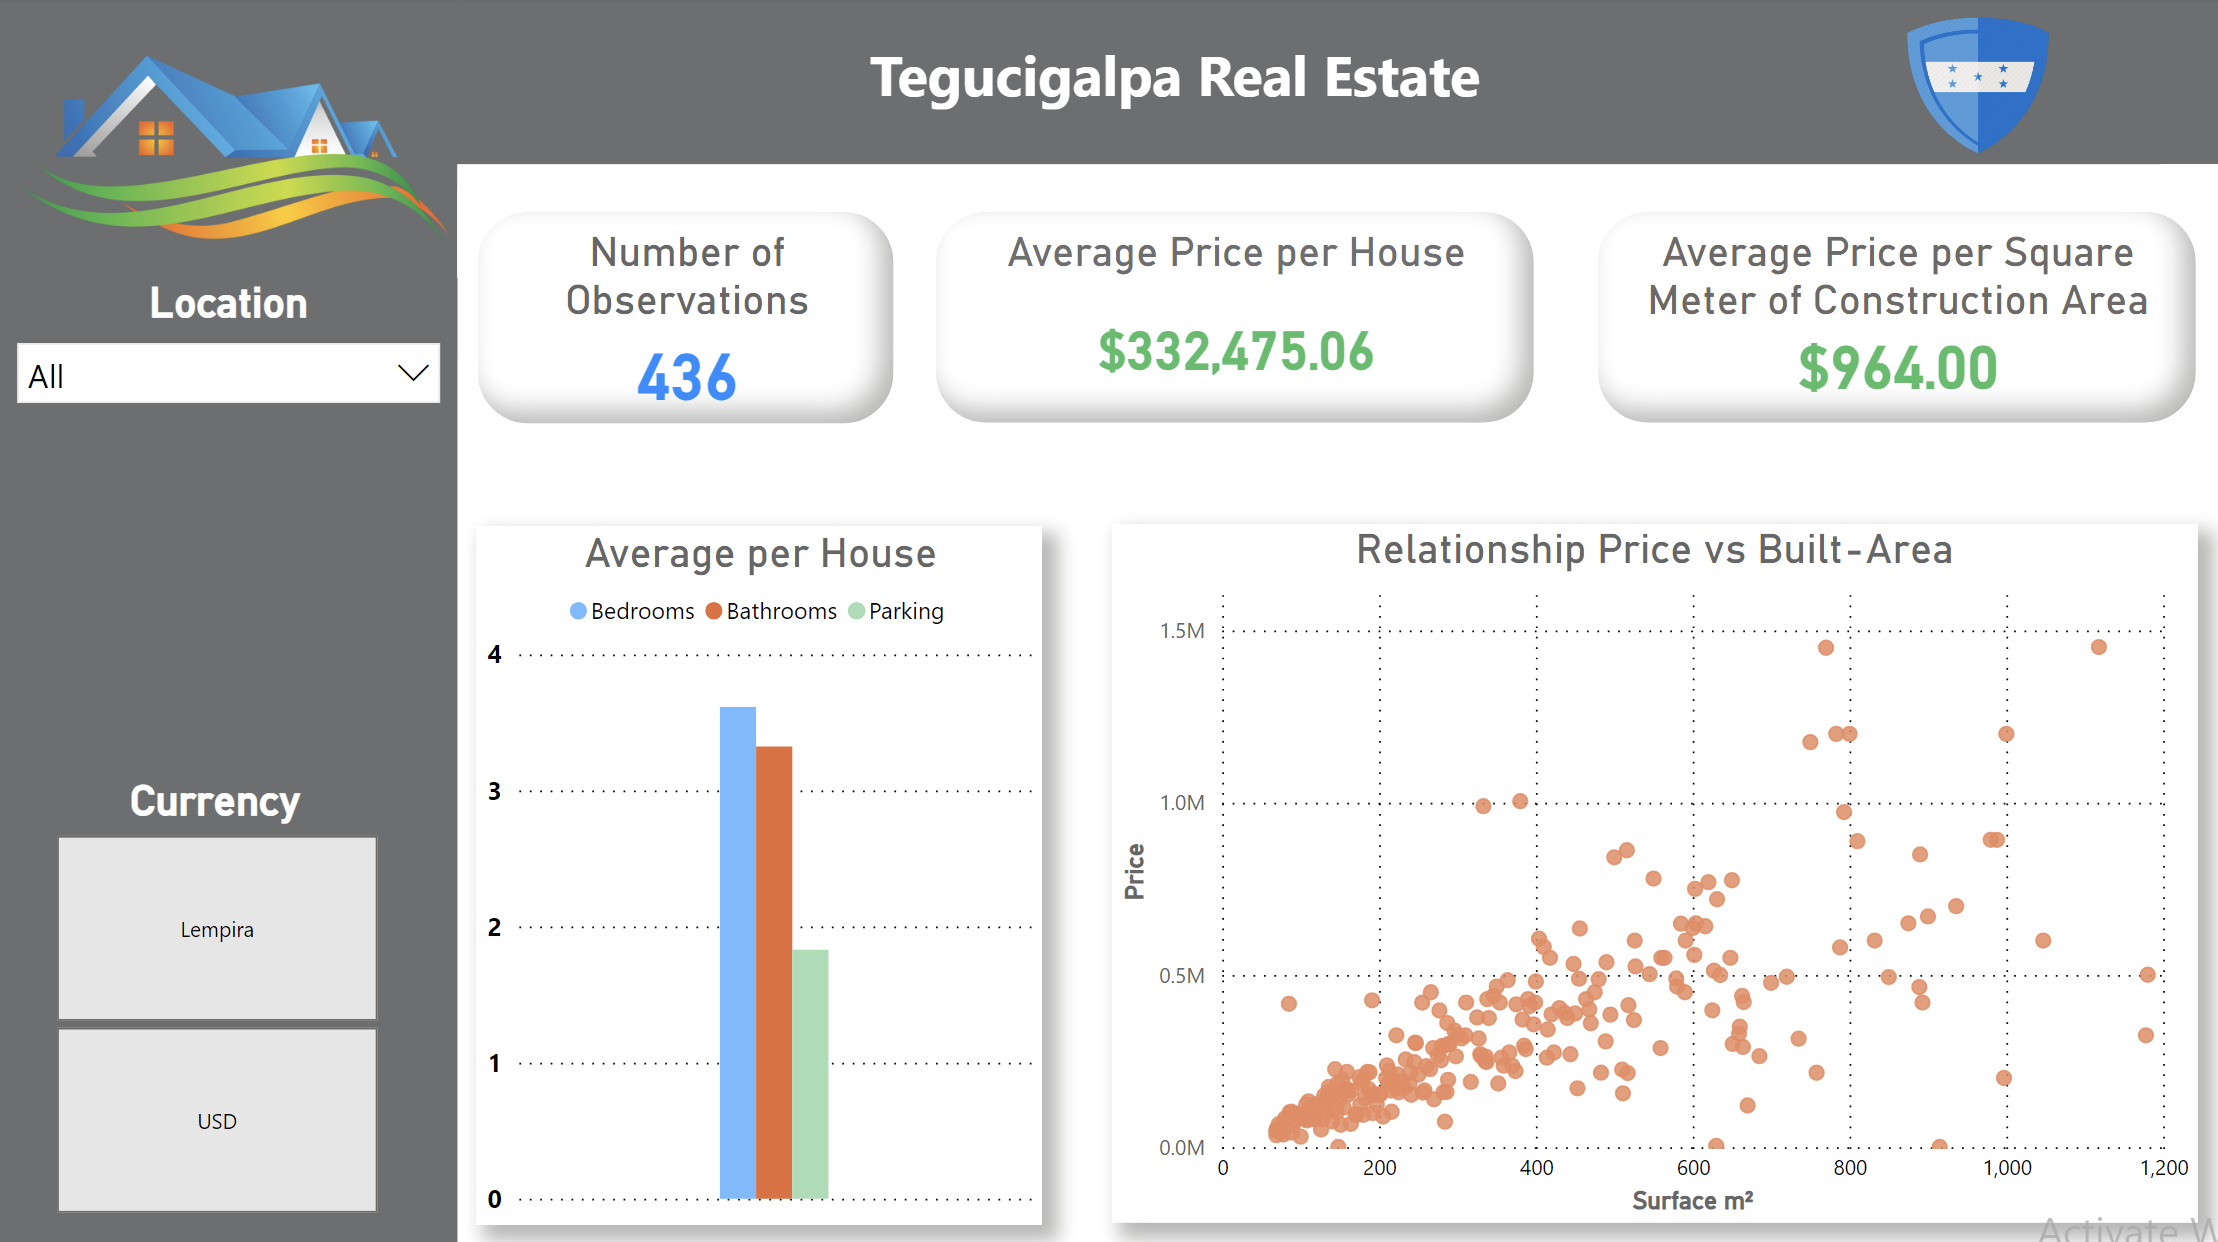 Tegucigalpa Real Estate
Location
All
Currency
Lempira
USD
Number of
Observations
436
Average Price per House
$332,475.06
Average Price per Square
Meter of Construction Area
$964.00
Average per House
Bedrooms Bathrooms Parking
4
3
2
1
0
Relationship Price vs Built-Area
Price
1.5M
1.0M
0.5M
0.0M
0 200 400 600 800 1,000 1,200
Surface m²
Activate W